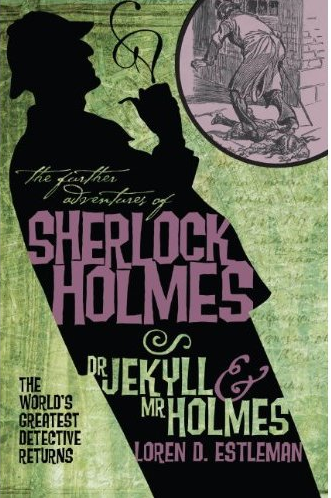 the further
adventures of
SHERLOCK
HOLMES
DR JEKYLL &
MR HOLMES
THE
WORLD'S
GREATEST
DETECTIVE
RETURNS
LOREN D. ESTLEMAN